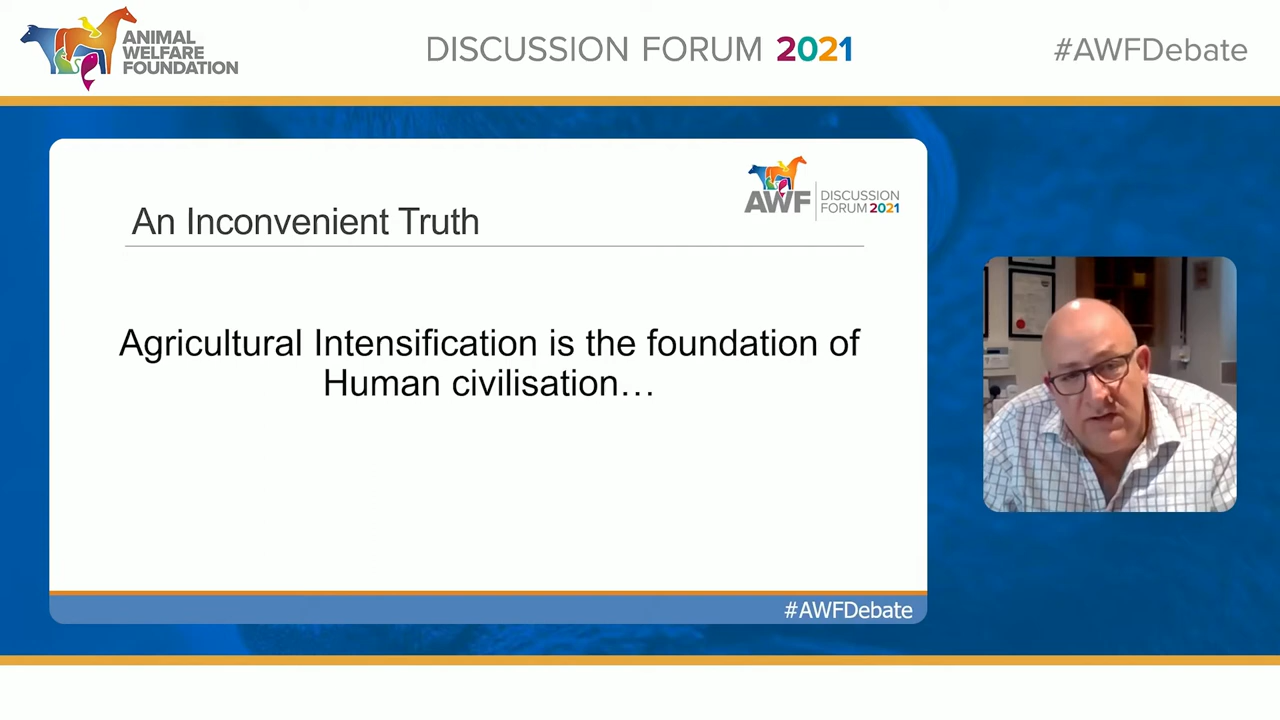 ANIMAL
WELFARE
FOUNDATION
DISCUSSION FORUM 2021
#AWFDebate
AWF
DISCUSSION
FORUM 2021
An Inconvenient Truth
Agricultural Intensification is the foundation of
Human civilisation…
#AWFDebate